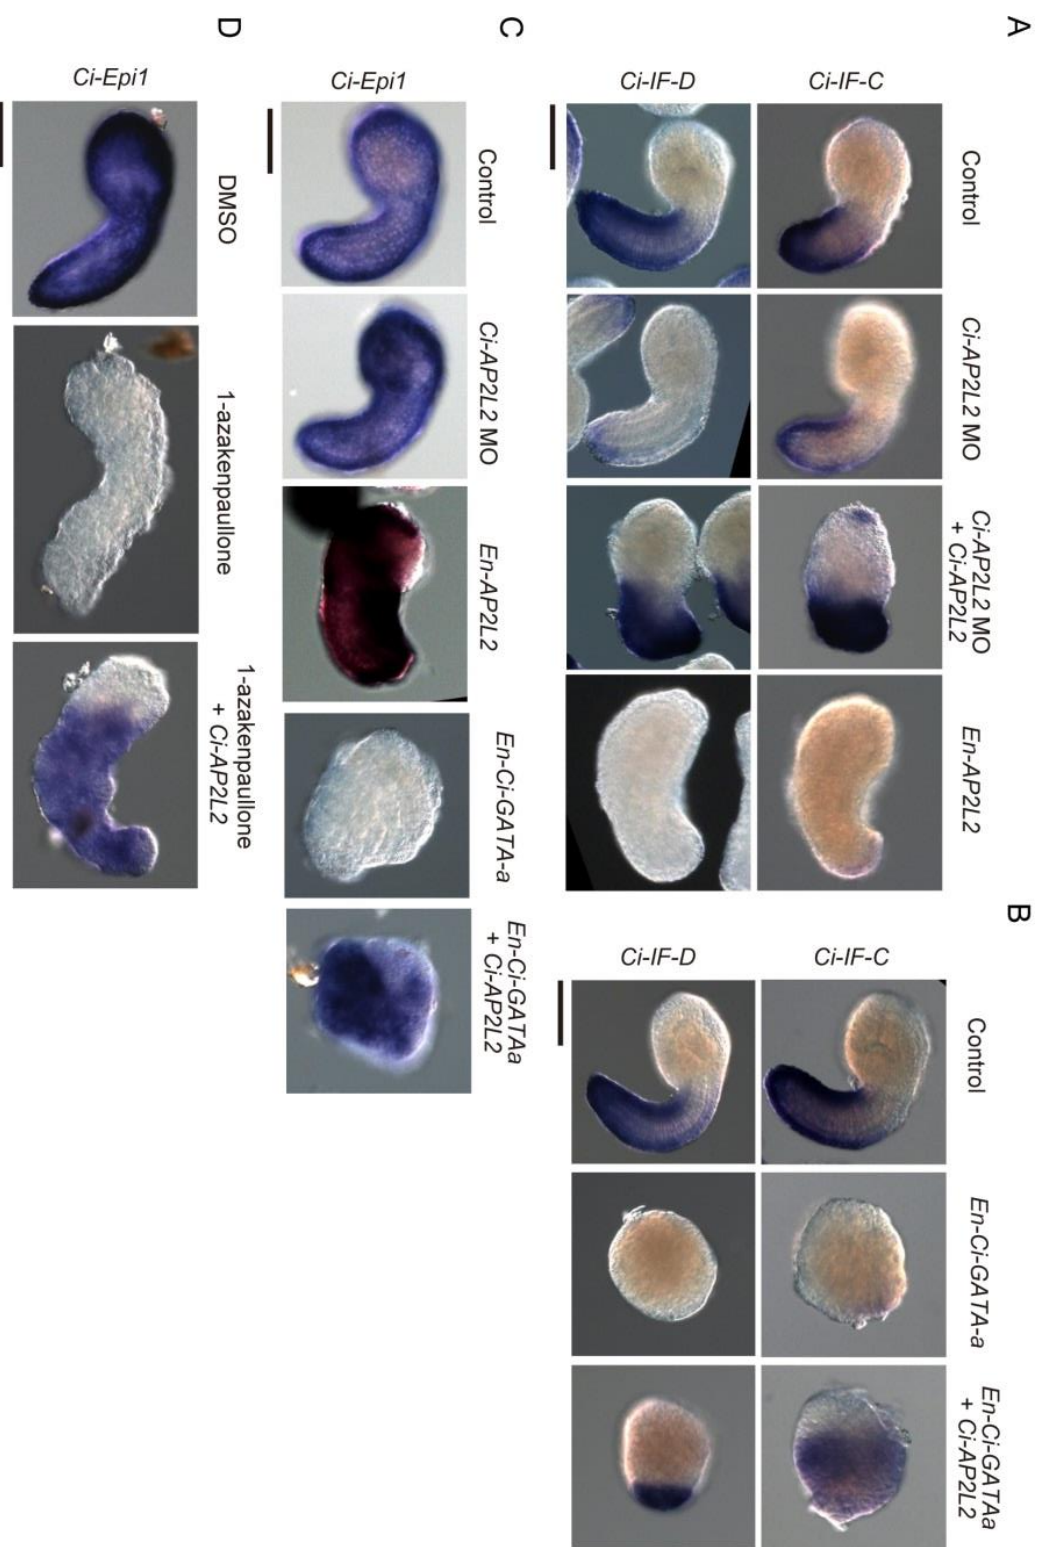 A
Control
Ci-AP2L2 MO
Ci-AP2L2 MO
+ Ci-AP2L2
En-AP2L2
Ci-IF-C
Ci-IF-D
B
Control
En-Ci-GATA-a
En-Ci-GATAa
+ Ci-AP2L2
Ci-IF-C
Ci-IF-D
C
Control
Ci-AP2L2 MO
En-AP2L2
En-Ci-GATA-a
En-Ci-GATAa
+ Ci-AP2L2
Ci-Epi1
D
DMSO
1-azakenpaullone
1-azakenpaullone
+ Ci-AP2L2
Ci-Epi1